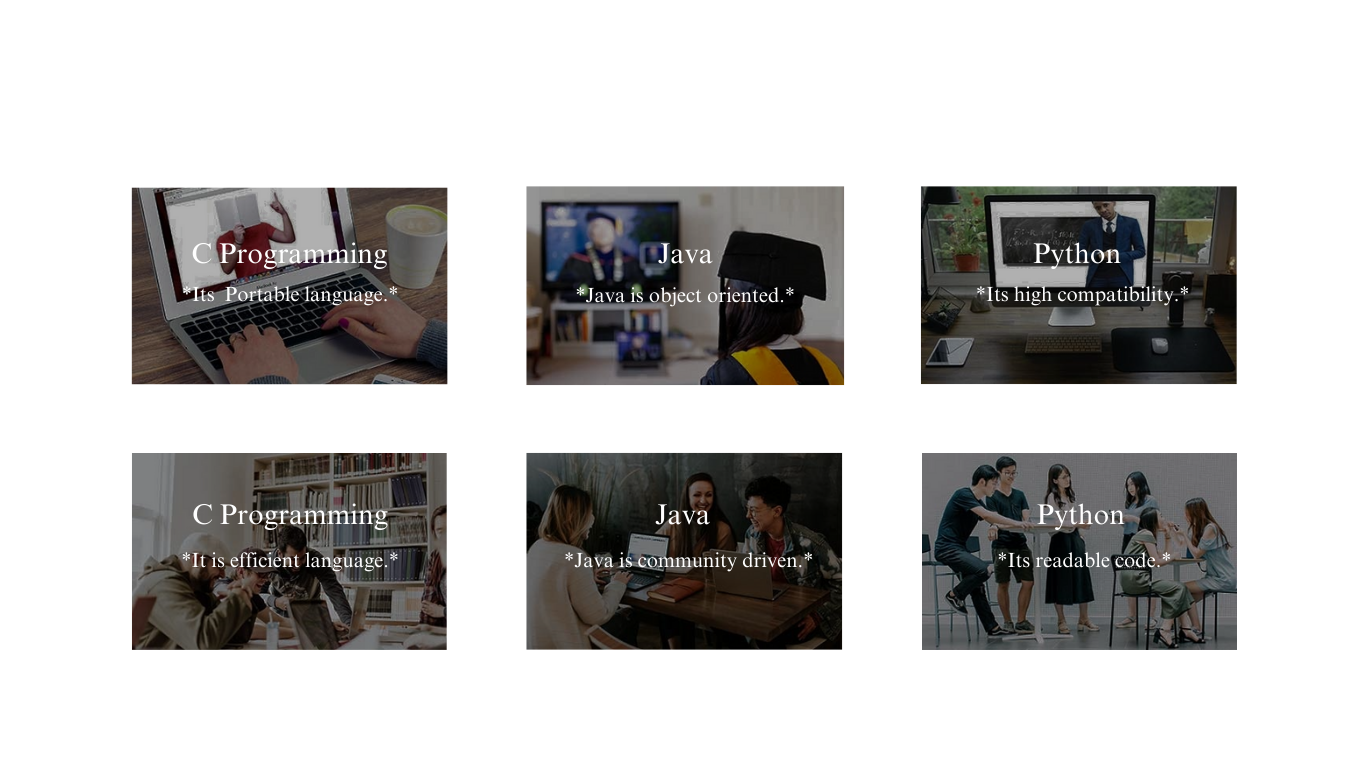 C Programming
*Its  Portable language.*
Java
*Java is object oriented.*
Python
*Its high compatibility.*
C Programming
*It is efficient language.*
Java
*Java is community driven.*
Python
*Its readable code.*